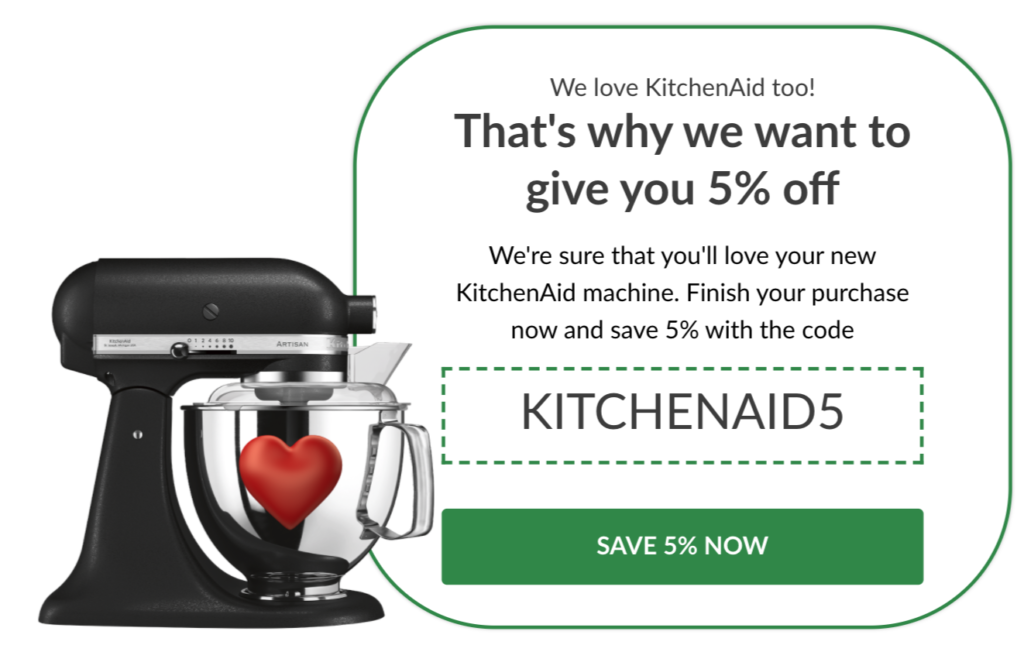 We love KitchenAid too!
That's why we want to
give you 5% off
We're sure that you'll love your new
KitchenAid machine. Finish your purchase
now and save 5% with the code
KITCHENAID5
SAVE 5% NOW
KitchenAid
ARTISAN